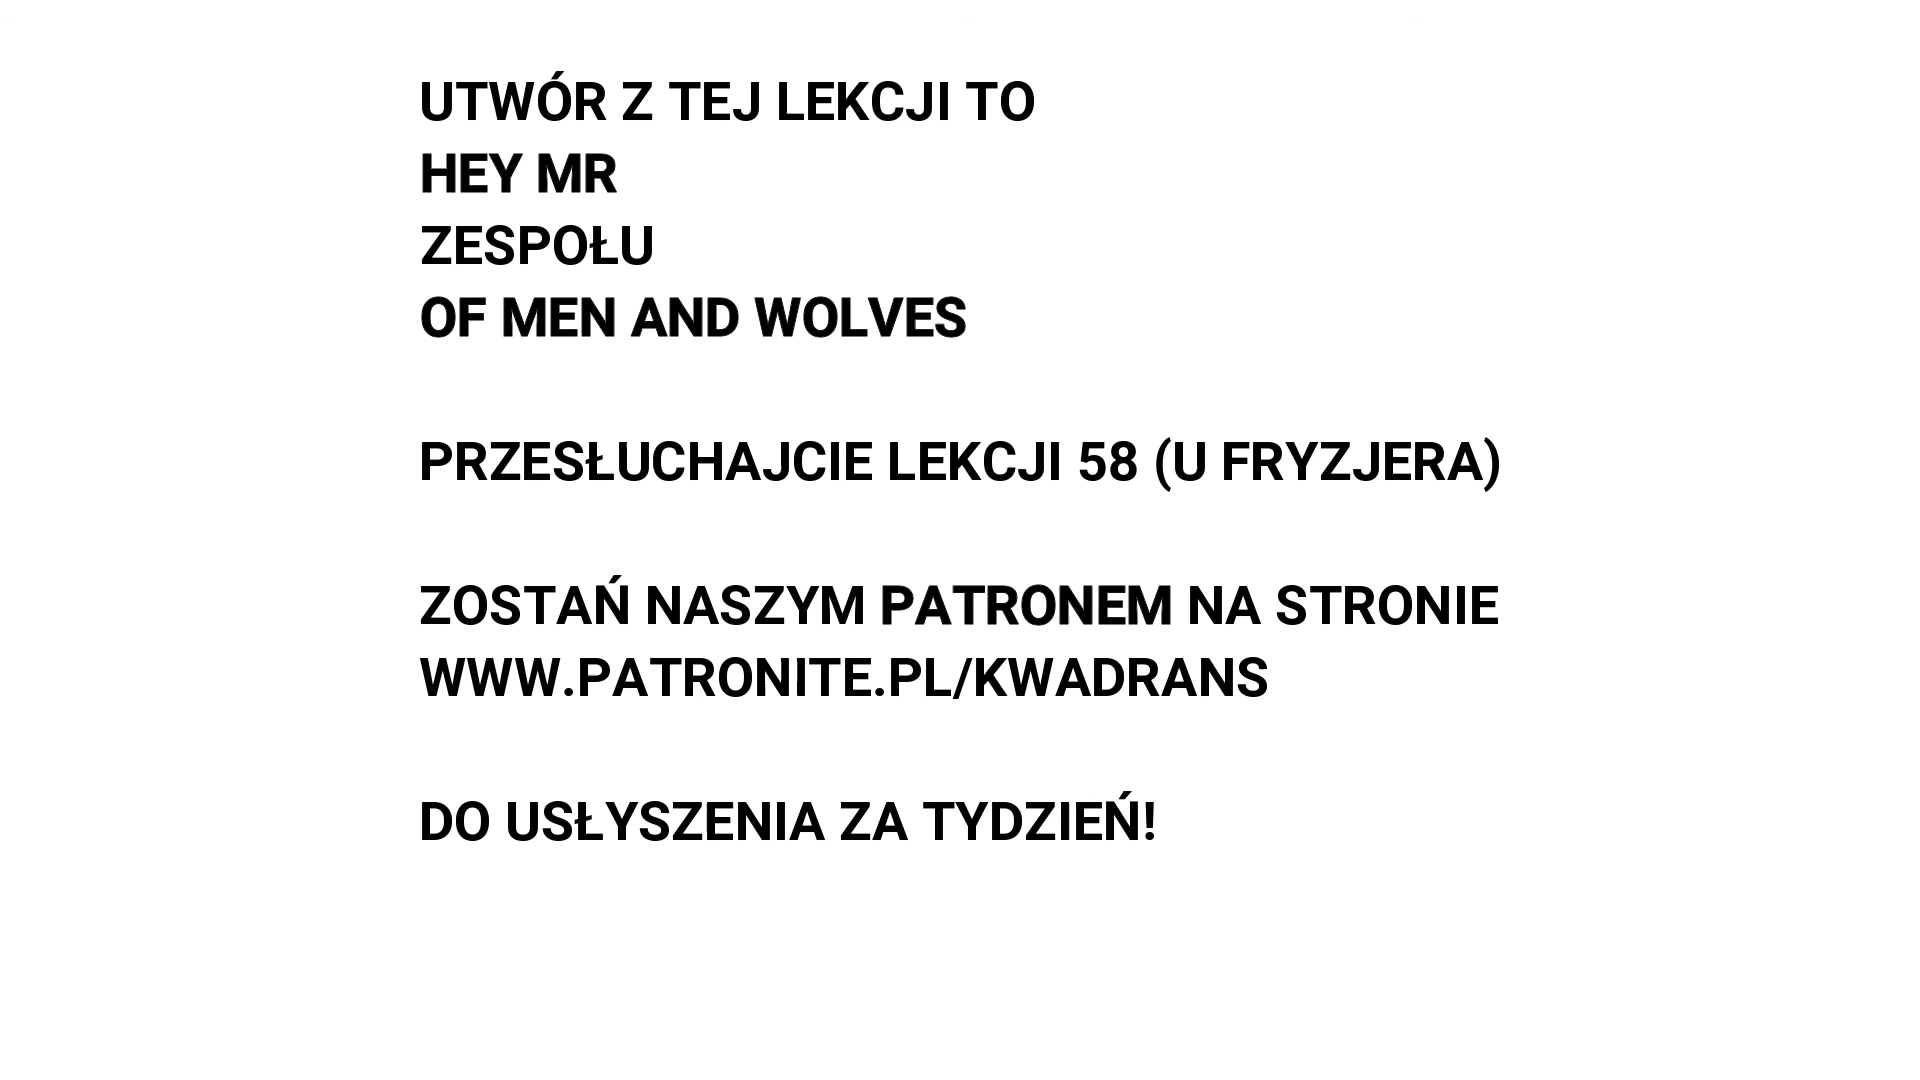 UTWÓR Z TEJ LEKCJI TO
HEY MR
ZESPOŁU
OF MEN AND WOLVES
PRZESŁUCHAJCIE LEKCJI 58 (U FRYZJERA)
ZOSTAŃ NASZYM PATRONEM NA STRONIE
WWW.PATRONITE.PL/KWADRANS
DO USŁYSZENIA ZA TYDZIEŃ!